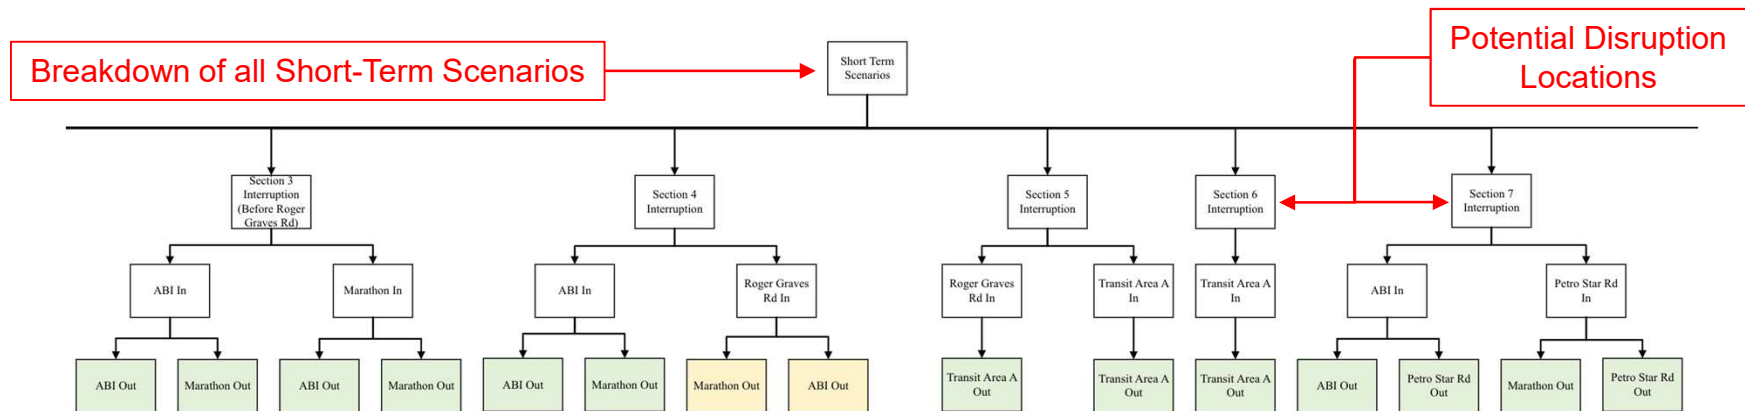 Breakdown of all Short-Term Scenarios
Short Term
Scenarios
Potential Disruption
Locations
Section 3
Interruption
(Before Roger
Graves Rd)
Section 4
Interruption
Section 5
Interruption
Section 6
Interruption
Section 7
Interruption
ABI In
Marathon In
ABI In
Roger Graves
Rd In
Roger Graves
Rd In
Transit Area A
In
Transit Area A
In
ABI In
Petro Star Rd
In
ABI Out
Marathon Out
ABI Out
Marathon Out
ABI Out
Marathon Out
Marathon Out
ABI Out
Transit Area A
Out
Transit Area A
Out
Transit Area A
Out
ABI Out
Petro Star Rd
Out
Marathon Out
Petro Star Rd
Out